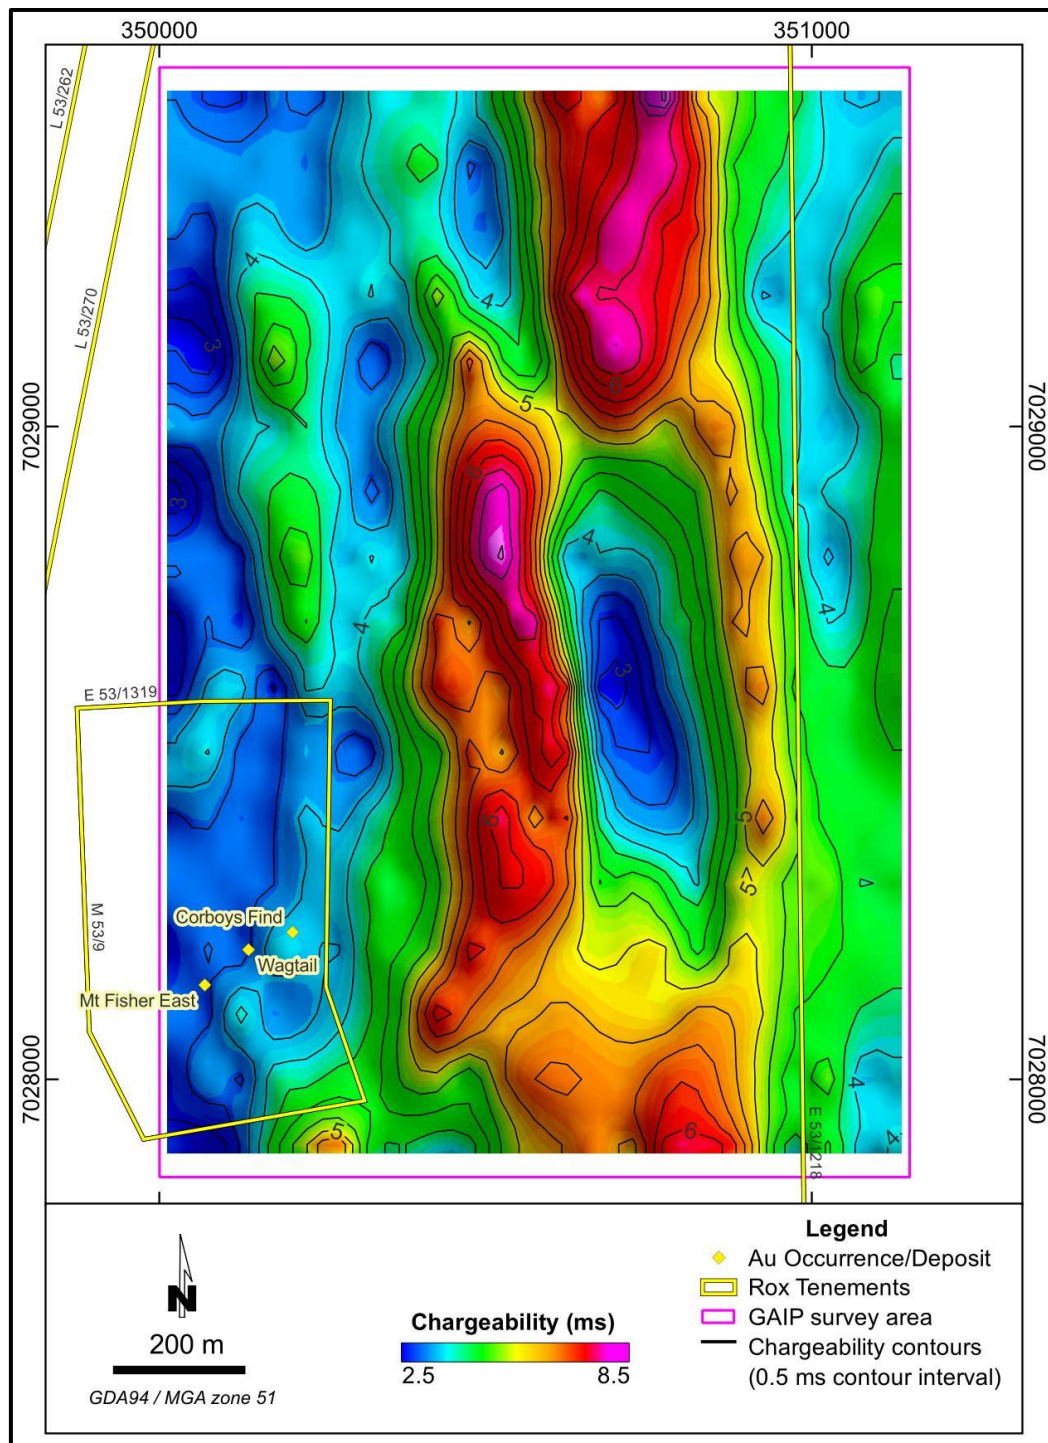 350000
351000
L 53/262
L 53/270
4
4
3
5
6
7029000
7029000
6
3
4
4
4
3
E 53/1319
6
5
5
Corboys Find
M 53/9
Wagtail
Mt Fisher East
7028000
7028000
4
5
6
E 53/1218
4
N
200 m
GDA94 / MGA zone 51
Chargeability (ms)
2.5
8.5
Legend
Au Occurrence/Deposit
Rox Tenements
GAIP survey area
Chargeability contours
(0.5 ms contour interval)